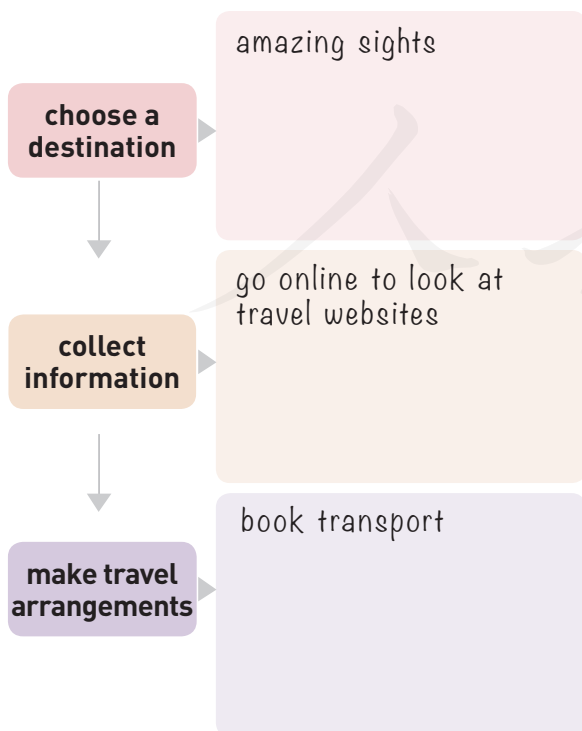 amazing sights
choose a
destination
go online to look at
travel websites
collect
information
book transport
make travel
arrangements